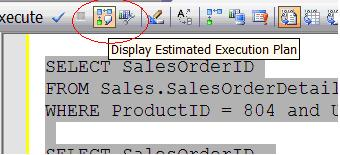 xecute
Display Estimated Execution Plan
SELECT SalesOrderID
FROM Sales.SalesOrderDetail
WHERE ProductID = 804 and U
SELECT SalesOrderID